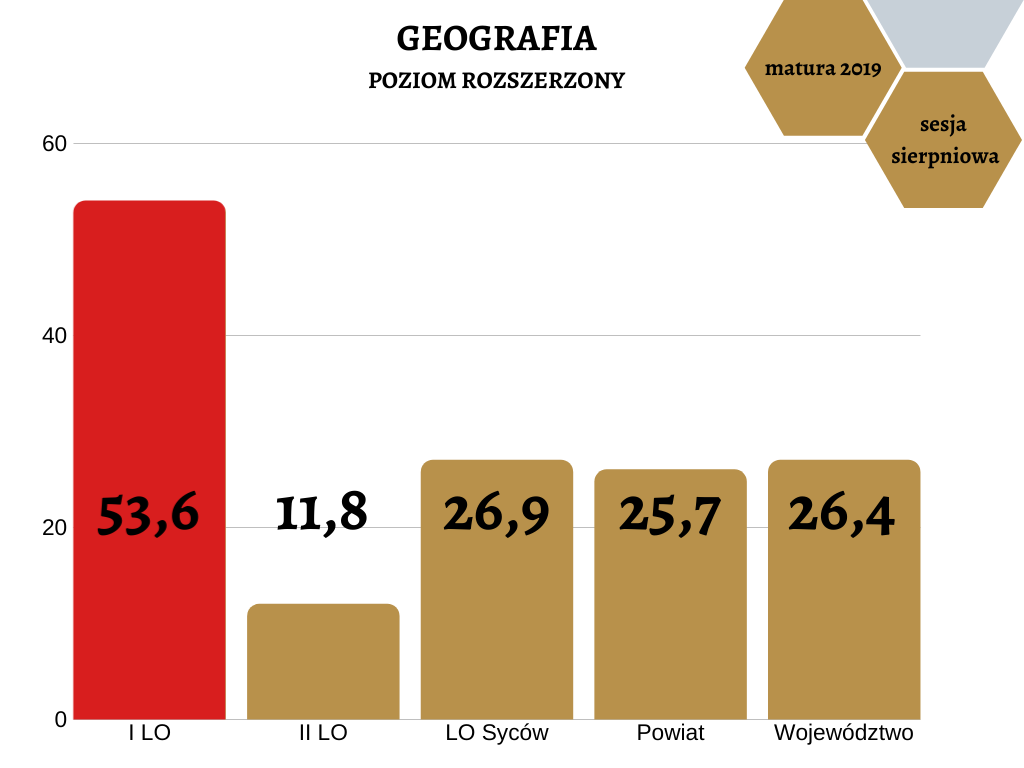 GEOGRAFIA
POZIOM ROZSZERZONY
matura 2019
sesja
sierpniowa
60
40
20
0
53,6
11,8
26,9
25,7
26,4
I LO
II LO
LO Syców
Powiat
Województwo